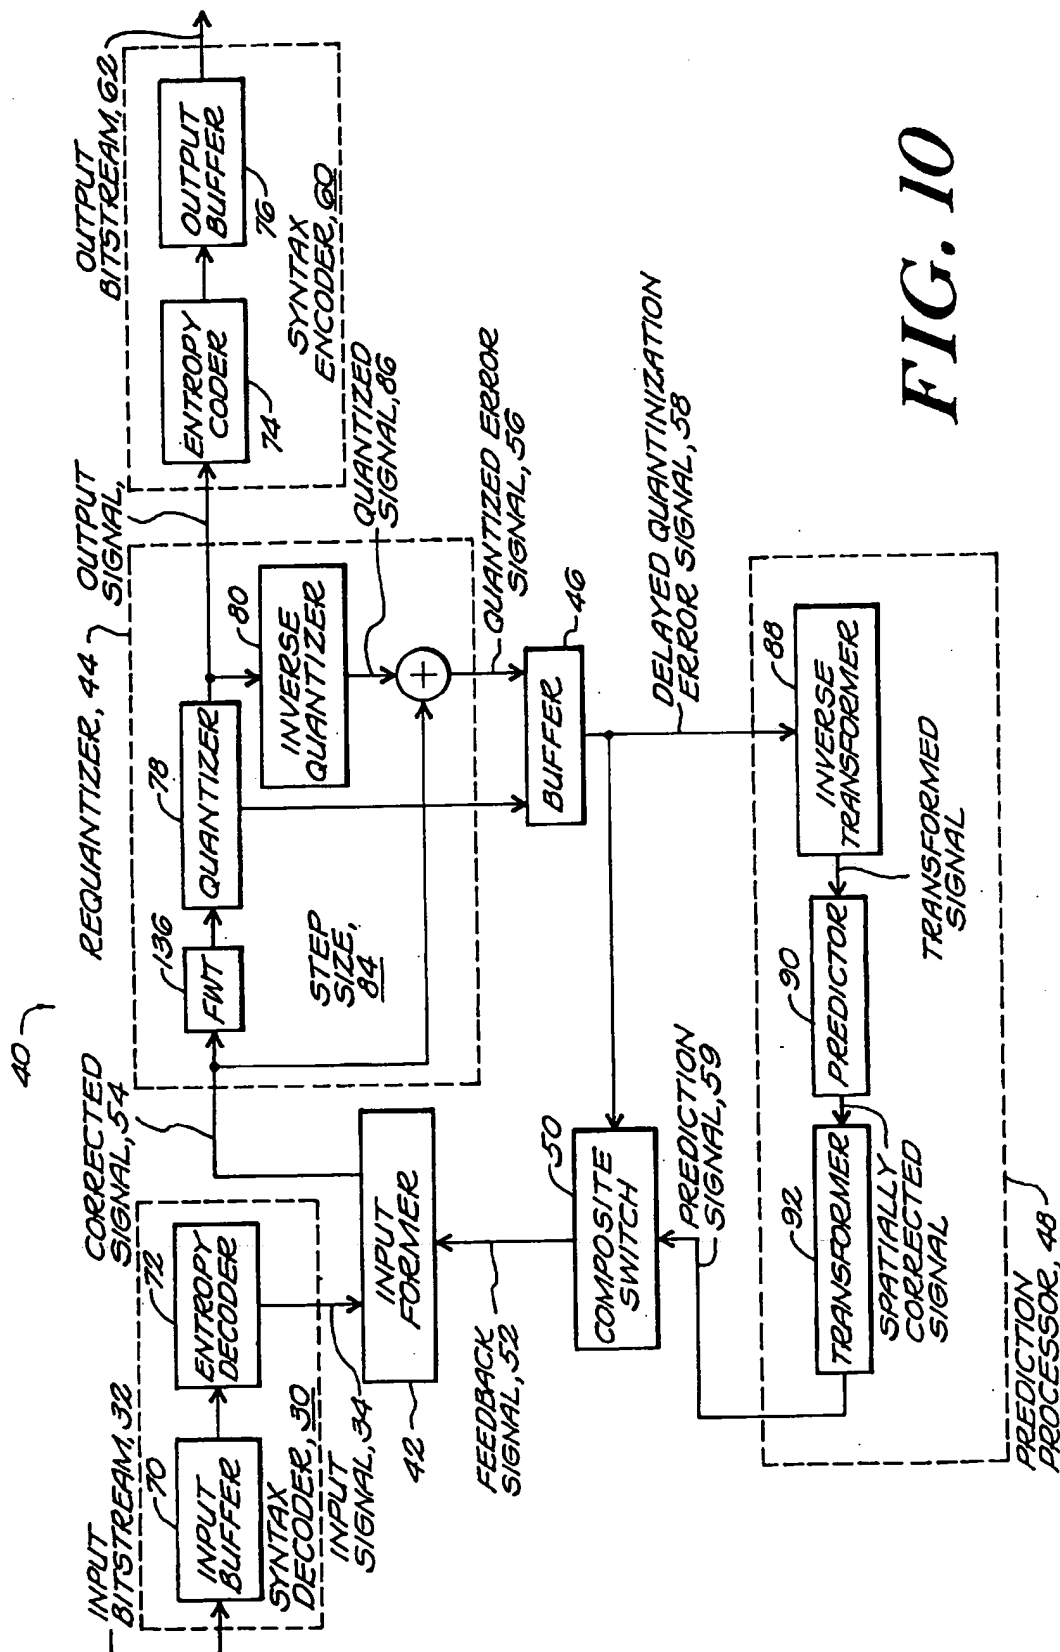 40
INPUT
BITSTREAM, 32
70
INPUT
BUFFER
72
ENTROPY
DECODER
SYNTAX
DECODER, 30
INPUT
SIGNAL, 34
CORRECTED
SIGNAL, 54
INPUT
FORMER
42
REQUANTIZER, 44
136
FWT
78
QUANTIZER
80
INVERSE
QUANTIZER
STEP
SIZE,
84
+
OUTPUT
SIGNAL,
OUTPUT
BITSTREAM, 62
ENTROPY
CODER
74
OUTPUT
BUFFER
76
SYNTAX
ENCODER, 60
QUANTIZED
SIGNAL, 86
QUANTIZED ERROR
SIGNAL, 56
46
BUFFER
DELAYED QUANTINIZATION
ERROR SIGNAL, 58
FEEDBACK
SIGNAL, 52
50
COMPOSITE
SWITCH
PREDICTION
SIGNAL, 59
88
INVERSE
TRANSFORMER
TRANSFORMED
SIGNAL
90
PREDICTOR
92
TRANSFORMER
SPATIALLY
CORRECTED
SIGNAL
PREDICTION
PROCESSOR, 48
FIG. 10